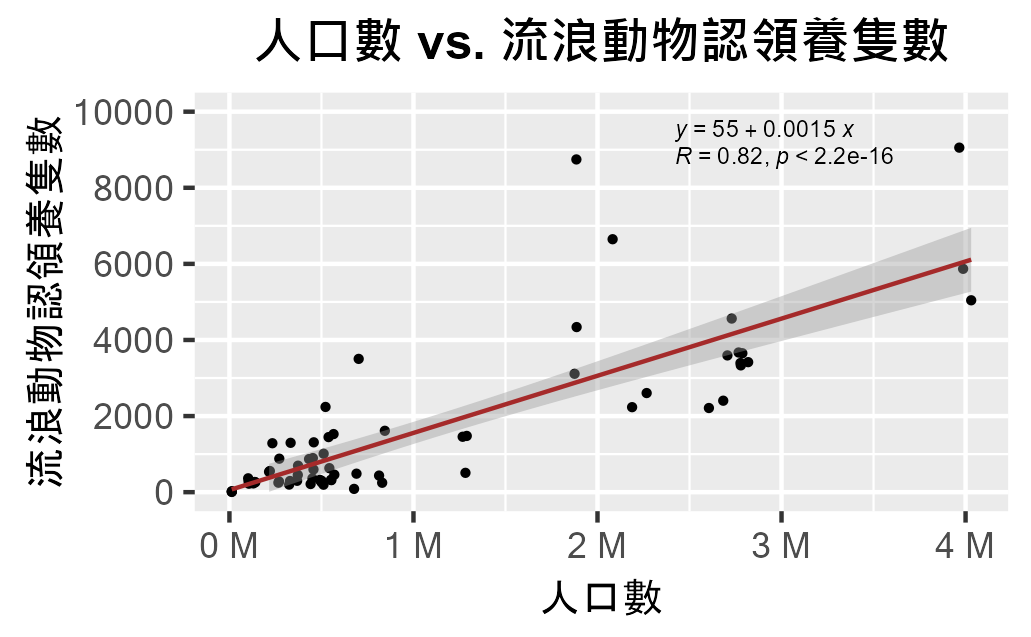 人口數 vs. 流浪動物認領養隻數
流浪動物認領養隻數
10000
8000
6000
4000
2000
0
y = 55 + 0.0015 x
R = 0.82, p < 2.2e-16
0 M 1 M 2 M 3 M 4 M
人口數